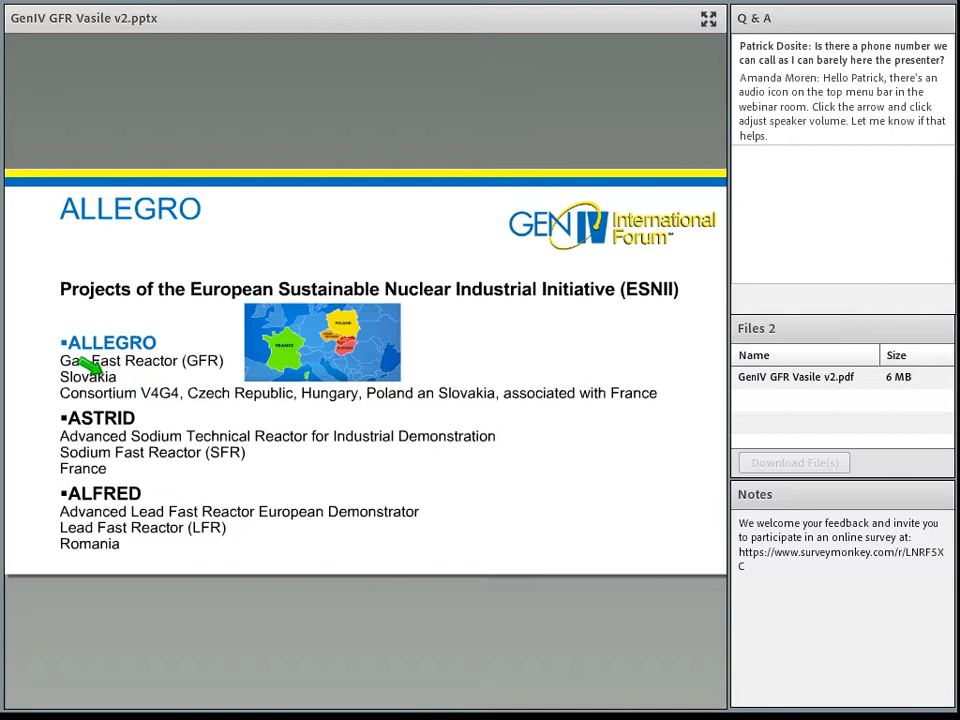 GenIV GFR Vasile v2.pptx
ALLEGRO
GEN IV International
Forum™
Projects of the European Sustainable Nuclear Industrial Initiative (ESNII)
▪ALLEGRO
Gas Fast Reactor (GFR)
Slovakia
Consortium V4G4, Czech Republic, Hungary, Poland an Slovakia, associated with France
POLAND
FRANCE
▪ASTRID
Advanced Sodium Technical Reactor for Industrial Demonstration
Sodium Fast Reactor (SFR)
France
▪ALFRED
Advanced Lead Fast Reactor European Demonstrator
Lead Fast Reactor (LFR)
Romania
Q & A
Patrick Dosite: Is there a phone number we
can call as I can barely here the presenter?
Amanda Moren: Hello Patrick, there's an
audio icon on the top menu bar in the
webinar room. Click the arrow and click
adjust speaker volume. Let me know if that
helps.
Files 2
Name Size
GenIV GFR Vasile v2.pdf 6 MB
Download File(s)
Notes
We welcome your feedback and invite you
to participate in an online survey at:
https://www.surveymonkey.com/r/LNRF5X
C